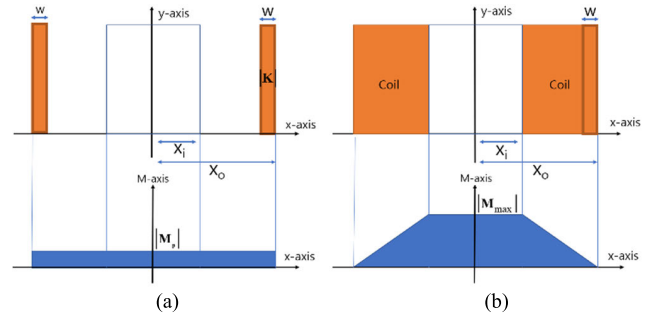 w
y-axis
|K|
x-axis
Xi
Xo
M-axis
|Mp|
x-axis
(a)
w
y-axis
Coil
Coil
x-axis
Xi
Xo
M-axis
|Mmax|
x-axis
(b)